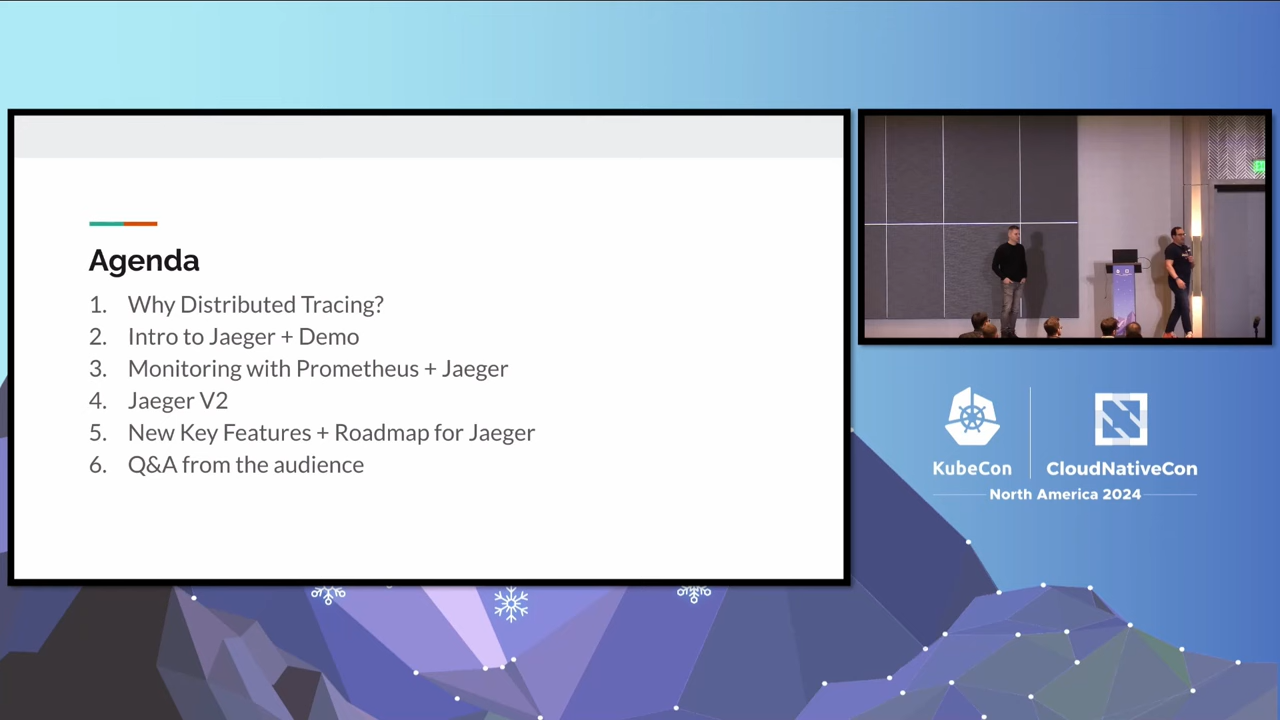 Agenda
1. Why Distributed Tracing?
2. Intro to Jaeger + Demo
3. Monitoring with Prometheus + Jaeger
4. Jaeger V2
5. New Key Features + Roadmap for Jaeger
6. Q&A from the audience
KubeCon
CloudNativeCon
North America 2024